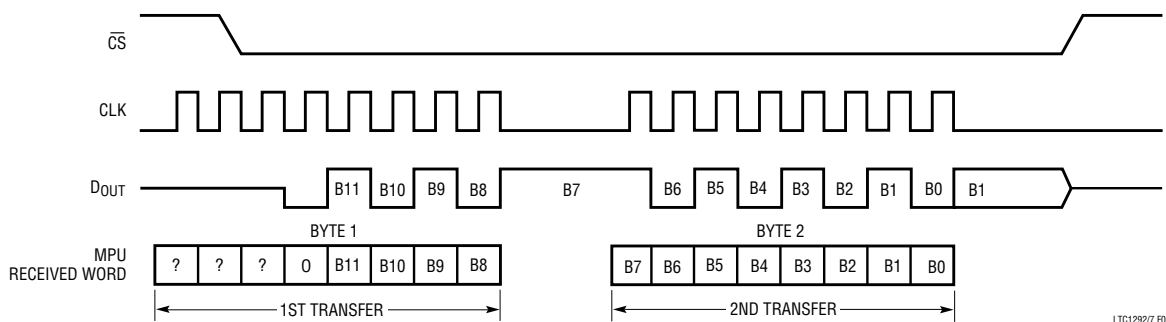 CS
CLK
DOUT
B11 B10 B9 B8 B7 B6 B5 B4 B3 B2 B1 B0 B1
BYTE 1
BYTE 2
MPU
RECEIVED WORD
? ? ? O B11 B10 B9 B8
B7 B6 B5 B4 B3 B2 B1 B0
1ST TRANSFER
2ND TRANSFER
LTC1292/7 F0